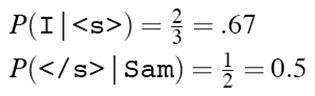 P(I|<s>) = 2/3 = .67
P(</s>|Sam) = 1/2 = 0.5